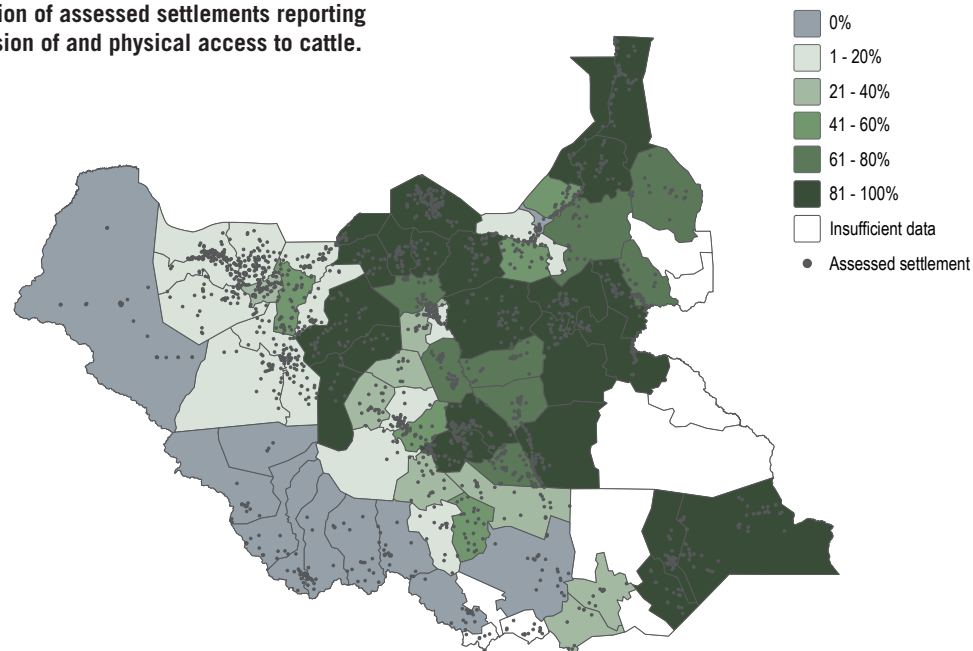 ion of assessed settlements reporting
sion of and physical access to cattle.
0%
1 - 20%
21 - 40%
41 - 60%
61 - 80%
81 - 100%
Insufficient data
Assessed settlement